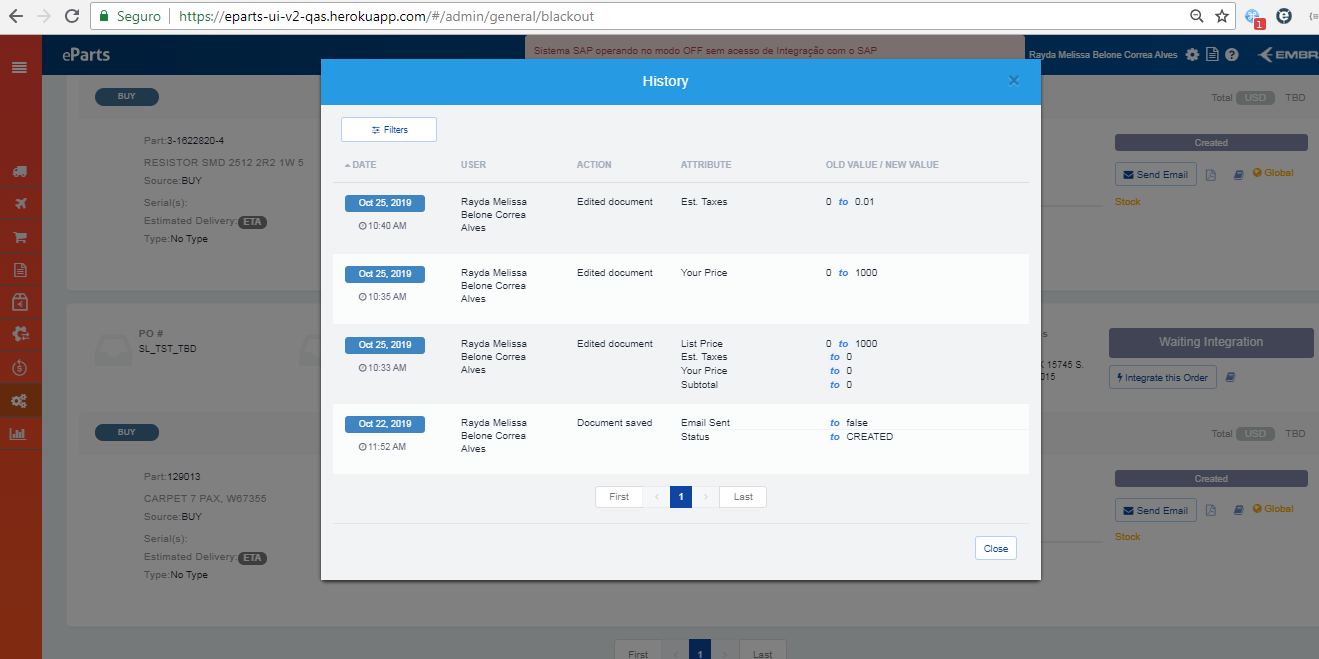 Seguro
https://eparts-ui-v2-qas.herokuapp.com/#/admin/general/blackout
1
eParts
Sistema SAP operando no modo OFF sem acesso de Integração com o SAP
Rayda Melissa Belone Correa Alves
EMBR
BUY
Total USD TBD
Part:3-1622820-4
RESISTOR SMD 2512 2R2 1W 5
Source:BUY
Serial(s):
Estimated Delivery: ETA
Type:No Type
Created
Send Email
Global
Stock
History
×
Filters
DATE USER ACTION ATTRIBUTE OLD VALUE / NEW VALUE
Oct 25, 2019 Rayda Melissa Edited document Est. Taxes 0 to 0.01
Belone Correa
10:40 AM Alves
Oct 25, 2019 Rayda Melissa Edited document Your Price 0 to 1000
Belone Correa
10:35 AM Alves
Oct 25, 2019 Rayda Melissa Edited document List Price 0 to 1000
Belone Correa Est. Taxes to 0
10:33 AM Alves Your Price to 0
Subtotal to 0
Oct 22, 2019 Rayda Melissa Document saved Email Sent to false
Belone Correa Status to CREATED
11:52 AM Alves
First ‹ 1 › Last
Close
PO #
SL_TST_TBD
15745 S.
Waiting Integration
Integrate this Order
BUY
Total USD TBD
Part:129013
CARPET 7 PAX, W67355
Source:BUY
Serial(s):
Estimated Delivery: ETA
Type:No Type
Created
Send Email
Global
Stock
First ‹ 1 › Last